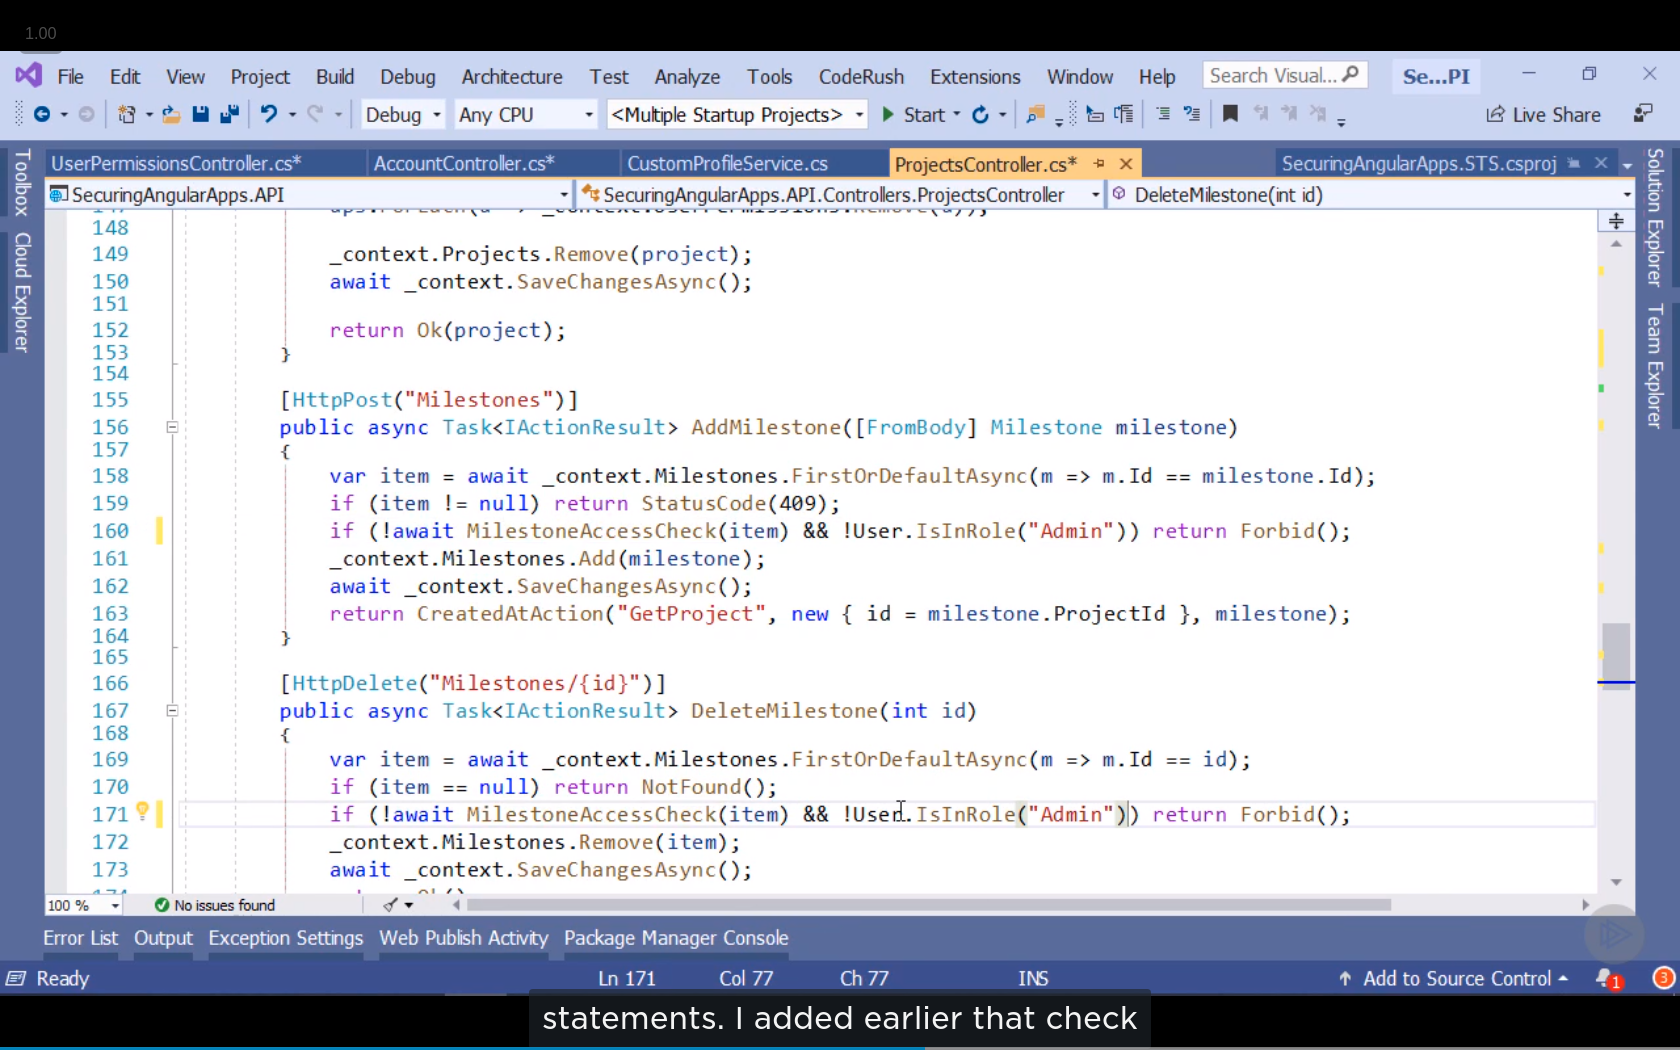 1.00
File Edit View Project Build Debug Architecture Test Analyze Tools CodeRush Extensions Window Help Search Visual... Se...PI
Debug Any CPU <Multiple Startup Projects> Start Live Share
UserPermissionsController.cs* AccountController.cs* CustomProfileService.cs ProjectsController.cs* SecuringAngularApps.STS.csproj
SecuringAngularApps.API SecuringAngularApps.API.Controllers.ProjectsController DeleteMilestone(int id)
Toolbox
Cloud Explorer
Solution Explorer
Team Explorer
148
149 _context.Projects.Remove(project);
150 await _context.SaveChangesAsync();
151
152 return Ok(project);
153 }
154
155 [HttpPost("Milestones")]
156 public async Task<IActionResult> AddMilestone([FromBody] Milestone milestone)
157 {
158 var item = await _context.Milestones.FirstOrDefaultAsync(m => m.Id == milestone.Id);
159 if (item != null) return StatusCode(409);
160 if (!await MilestoneAccessCheck(item) && !User.IsInRole("Admin")) return Forbid();
161 _context.Milestones.Add(milestone);
162 await _context.SaveChangesAsync();
163 return CreatedAtAction("GetProject", new { id = milestone.ProjectId }, milestone);
164 }
165
166 [HttpDelete("Milestones/{id}")]
167 public async Task<IActionResult> DeleteMilestone(int id)
168 {
169 var item = await _context.Milestones.FirstOrDefaultAsync(m => m.Id == id);
170 if (item == null) return NotFound();
171 if (!await MilestoneAccessCheck(item) && !User.IsInRole("Admin")) return Forbid();
172 _context.Milestones.Remove(item);
173 await _context.SaveChangesAsync();
100 % No issues found
Error List Output Exception Settings Web Publish Activity Package Manager Console
Ready Ln 171 Col 77 Ch 77 INS Add to Source Control 1 3
statements. I added earlier that check